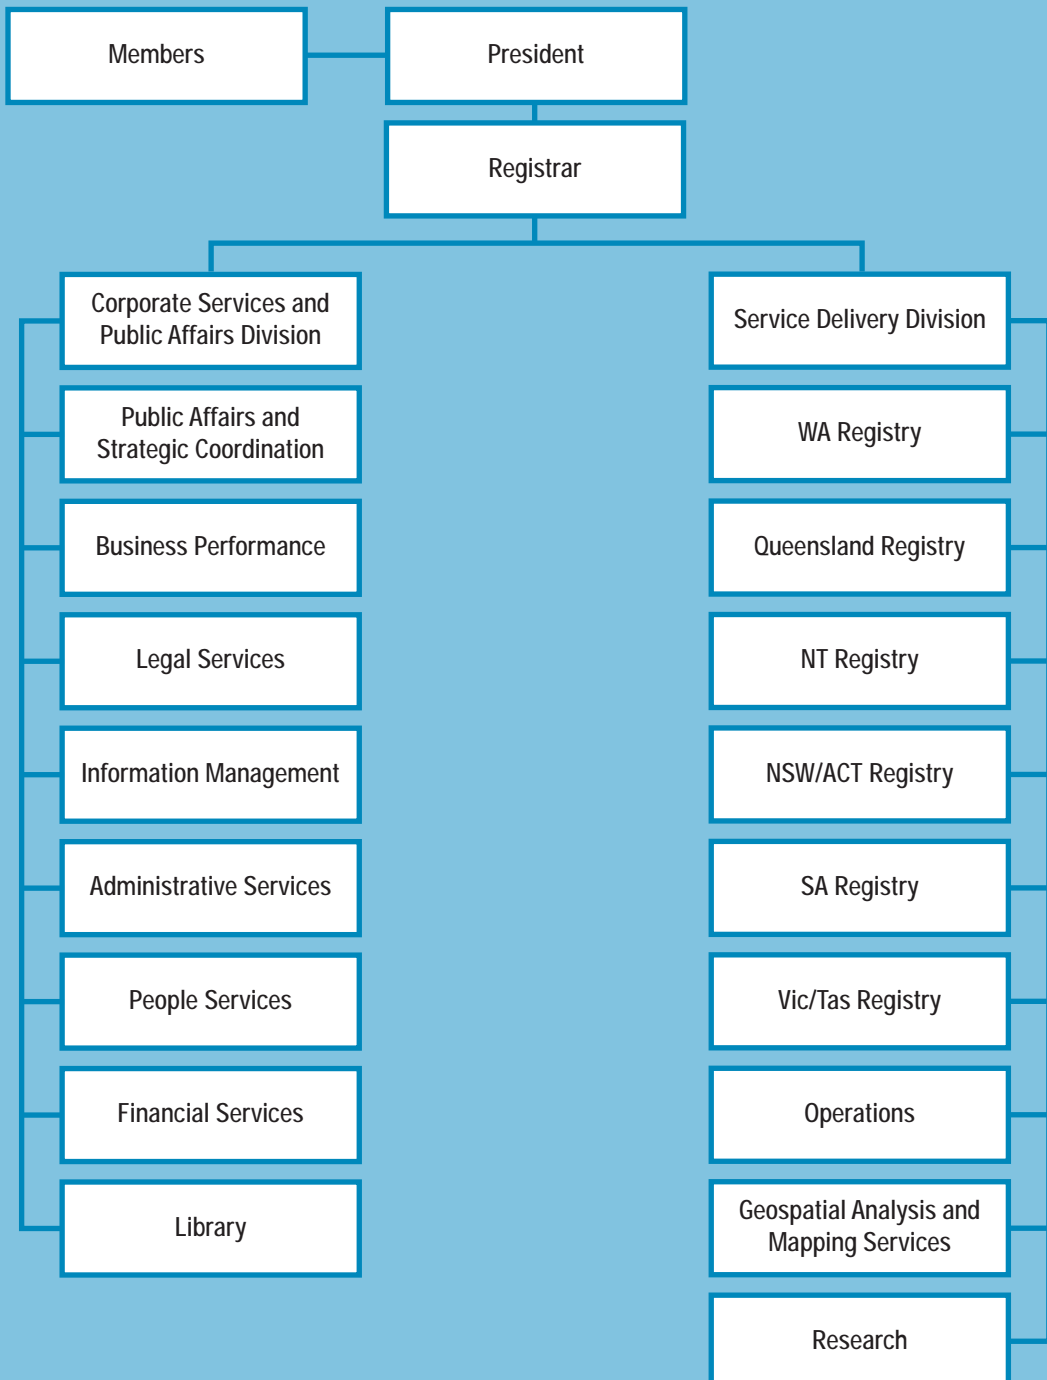 Members
President
Registrar
Corporate Services and
Public Affairs Division
Public Affairs and
Strategic Coordination
Business Performance
Legal Services
Information Management
Administrative Services
People Services
Financial Services
Library
Service Delivery Division
WA Registry
Queensland Registry
NT Registry
NSW/ACT Registry
SA Registry
Vic/Tas Registry
Operations
Geospatial Analysis and
Mapping Services
Research